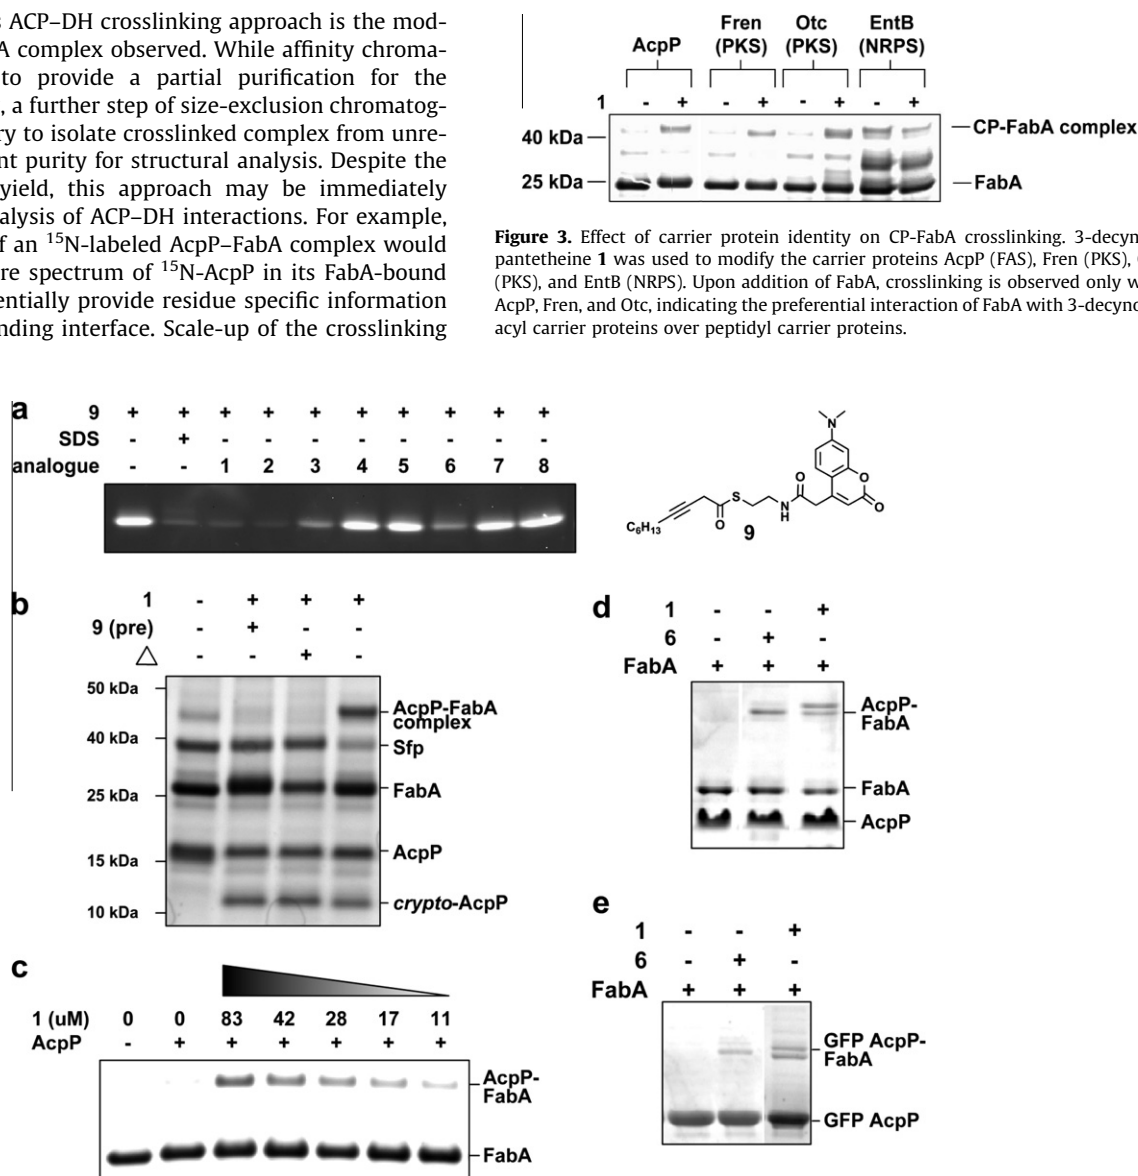 s ACP–DH crosslinking approach is the mod-
A complex observed. While affinity chroma-
to provide a partial purification for the
, a further step of size-exclusion chromatog-
ry to isolate crosslinked complex from unre-
nt purity for structural analysis. Despite the
yield, this approach may be immediately
alysis of ACP–DH interactions. For example,
f an ¹⁵N-labeled AcpP–FabA complex would
re spectrum of ¹⁵N-AcpP in its FabA-bound
entially provide residue specific information
nding interface. Scale-up of the crosslinking
Fren Otc EntB
AcpP (PKS) (PKS) (NRPS)
1 - + - + - + - +
40 kDa CP-FabA complex
25 kDa FabA
Figure 3. Effect of carrier protein identity on CP-FabA crosslinking. 3-decyn
pantetheine 1 was used to modify the carrier proteins AcpP (FAS), Fren (PKS),
(PKS), and EntB (NRPS). Upon addition of FabA, crosslinking is observed only w
AcpP, Fren, and Otc, indicating the preferential interaction of FabA with 3-decyno
acyl carrier proteins over peptidyl carrier proteins.
a
9 + + + + + + + + + +
SDS - + - - - - - - - -
analogue - - 1 2 3 4 5 6 7 8
N
O
O
O
N
H
S
O
C₆H₁₃
9
b
1 - + + +
9 (pre) - + - -
△ - - + -
50 kDa
40 kDa
25 kDa
15 kDa
10 kDa
AcpP-FabA
complex
Sfp
FabA
AcpP
crypto-AcpP
c
1 (uM) 0 0 83 42 28 17 11
AcpP - + + + + + +
AcpP-
FabA
FabA
d
1 - - +
6 - + -
FabA + + +
AcpP-
FabA
FabA
AcpP
e
1 - - +
6 - + -
FabA + + +
GFP AcpP-
FabA
GFP AcpP